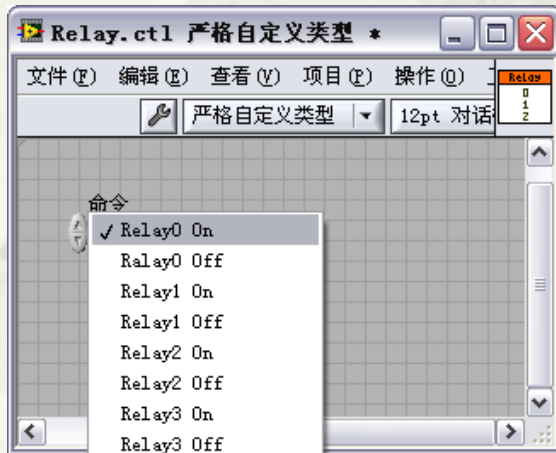 Relay.ctl 严格自定义类型 *
文件(F) 编辑(E) 查看(V) 项目(P) 操作(O)
Relay
0
1
2
严格自定义类型 12pt 对话
命令
✓ Relay0 On
Ralay0 Off
Relay1 On
Relay1 Off
Relay2 On
Relay2 Off
Relay3 On
Relay3 Off